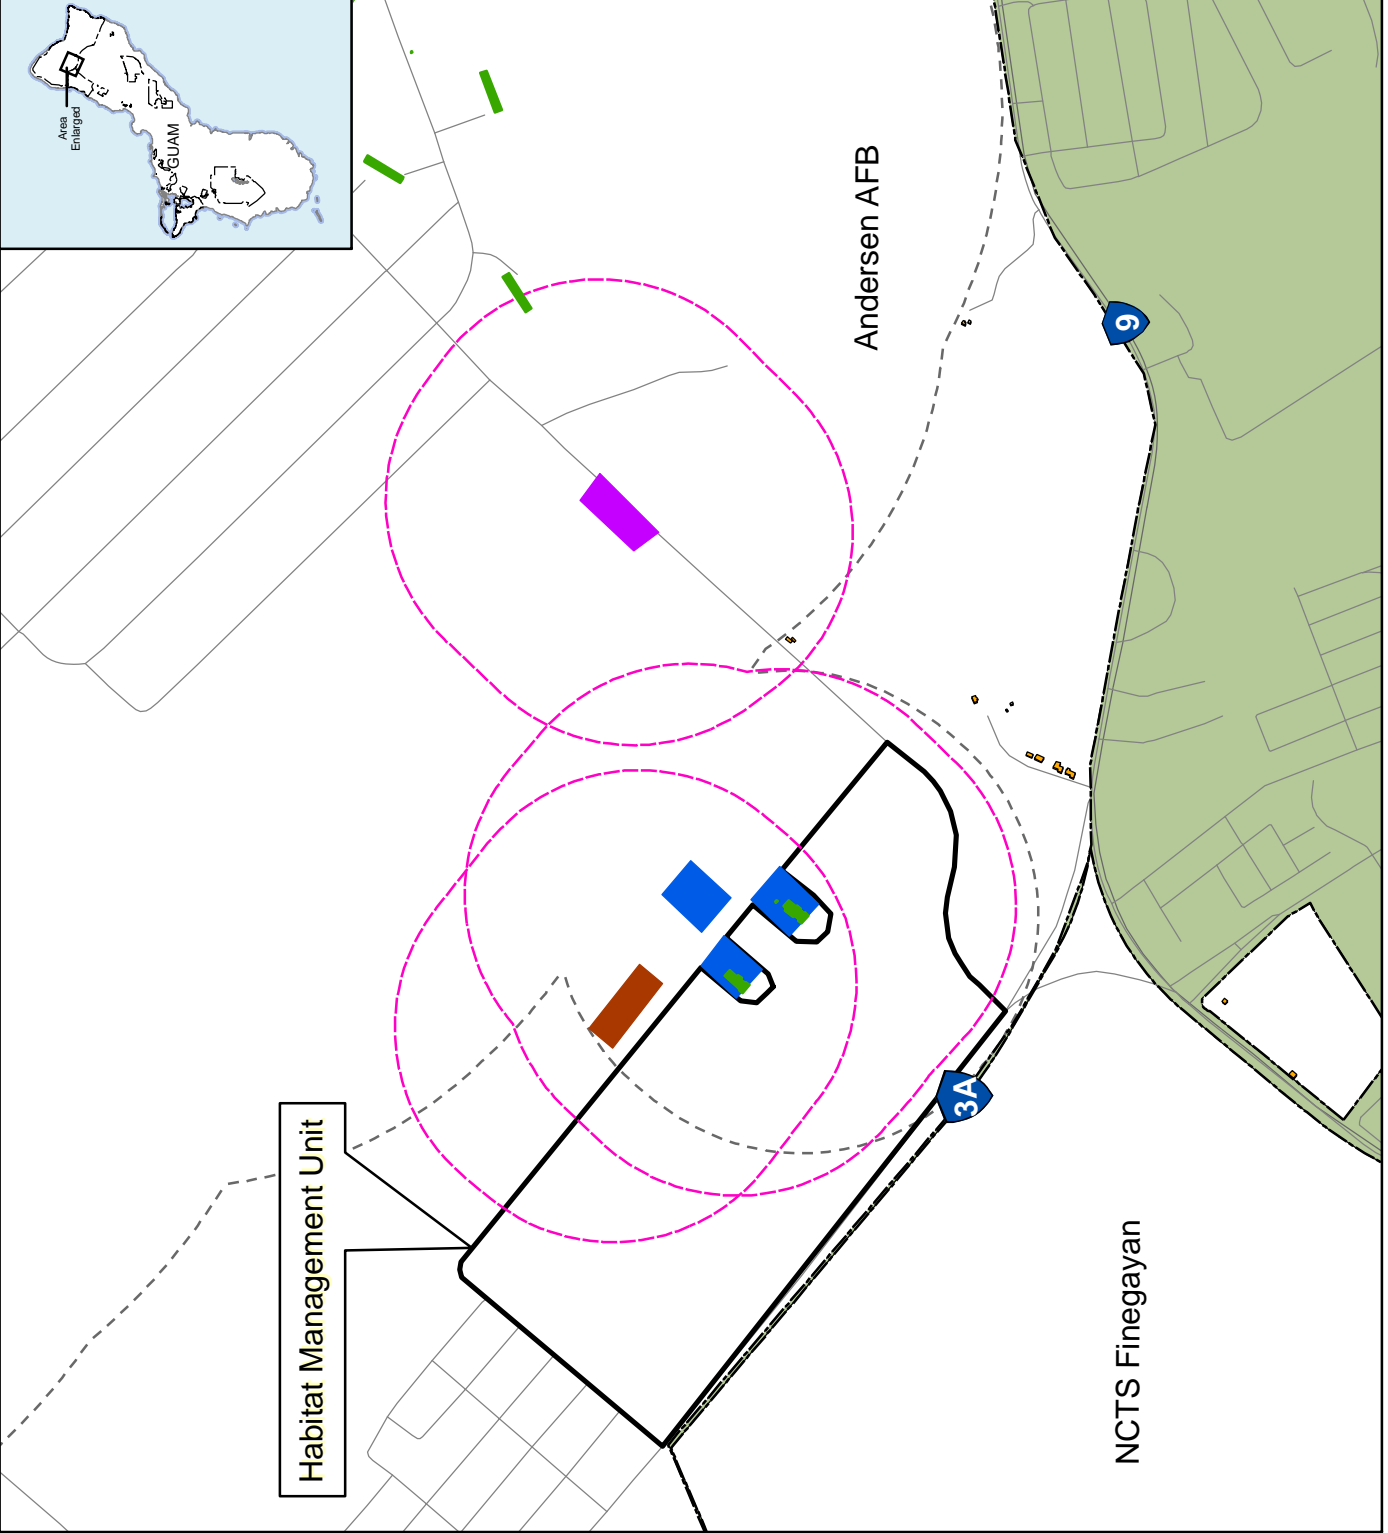 Area
Enlarged
GUAM
Andersen AFB
9
Habitat Management Unit
3A
NCTS Finegayan